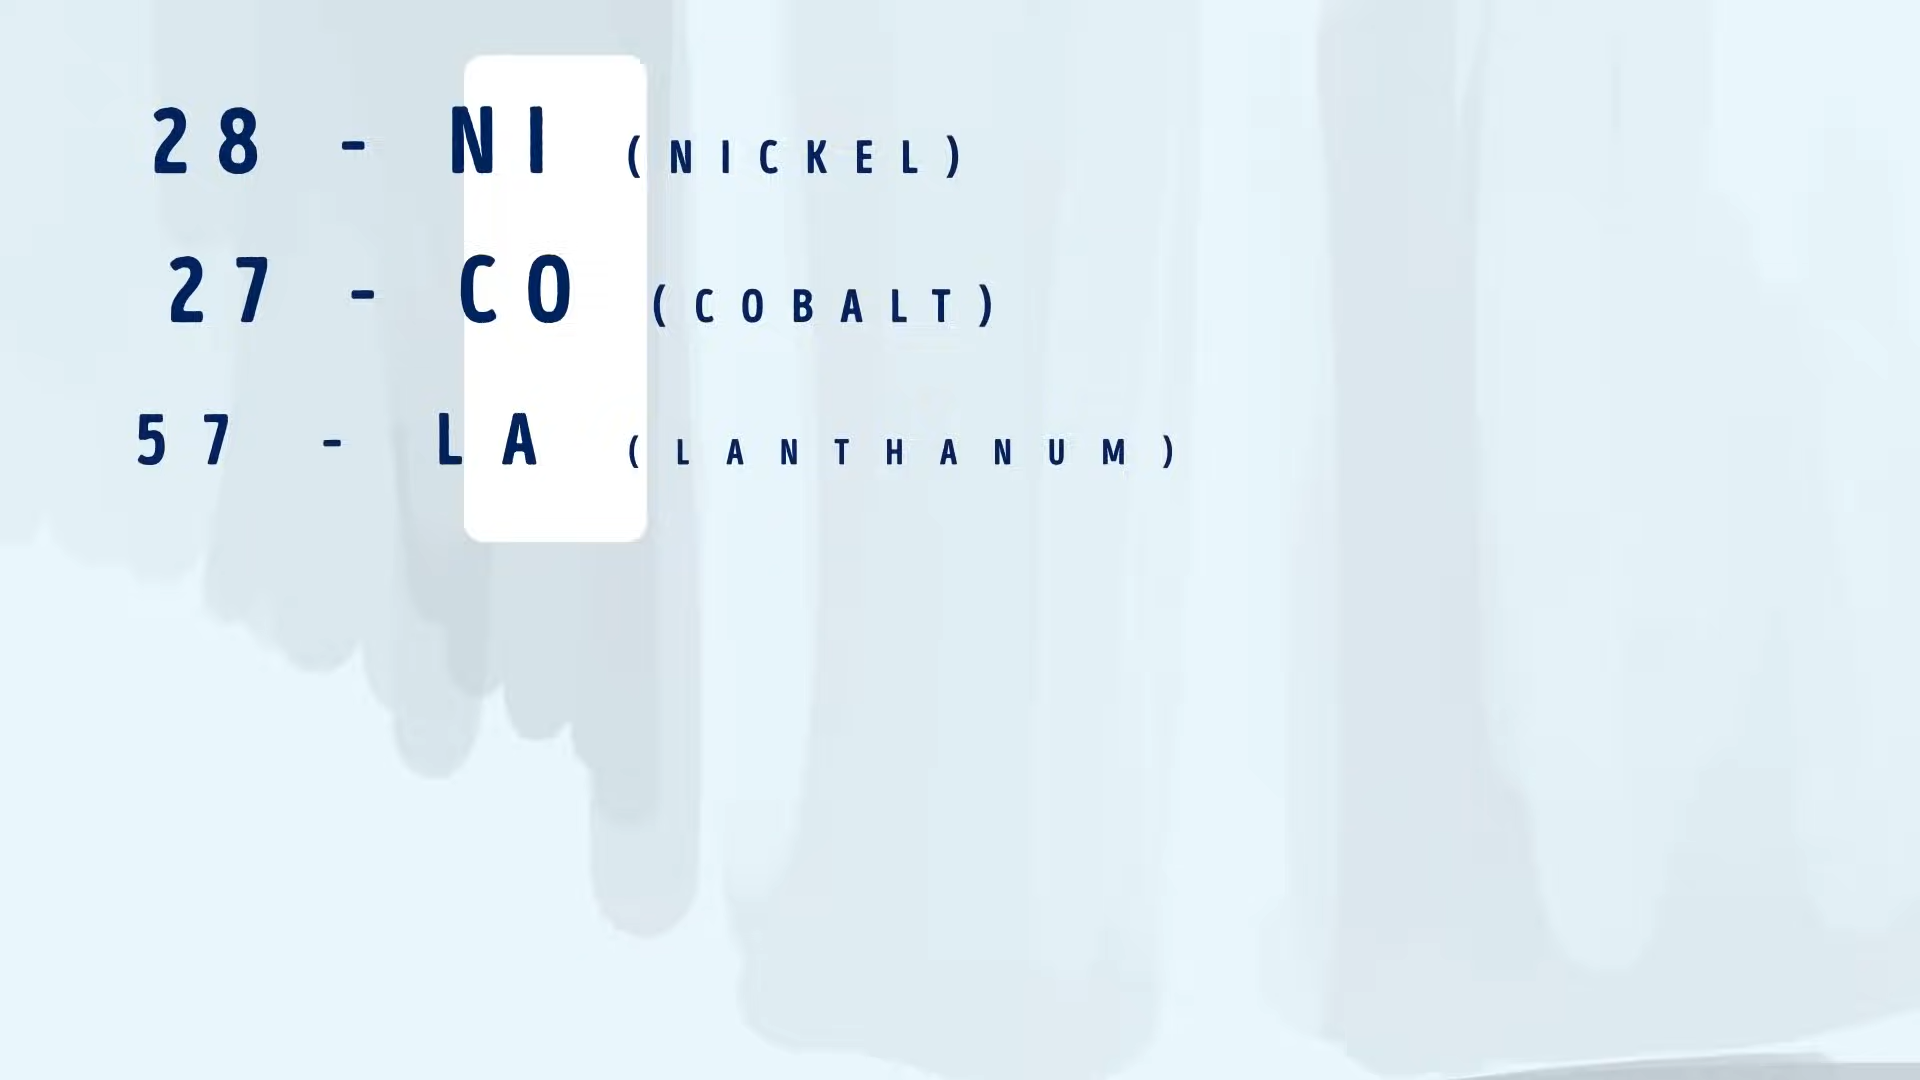 28 - NI (NICKEL)
27 - CO (COBALT)
57 - LA (LANTHANUM)